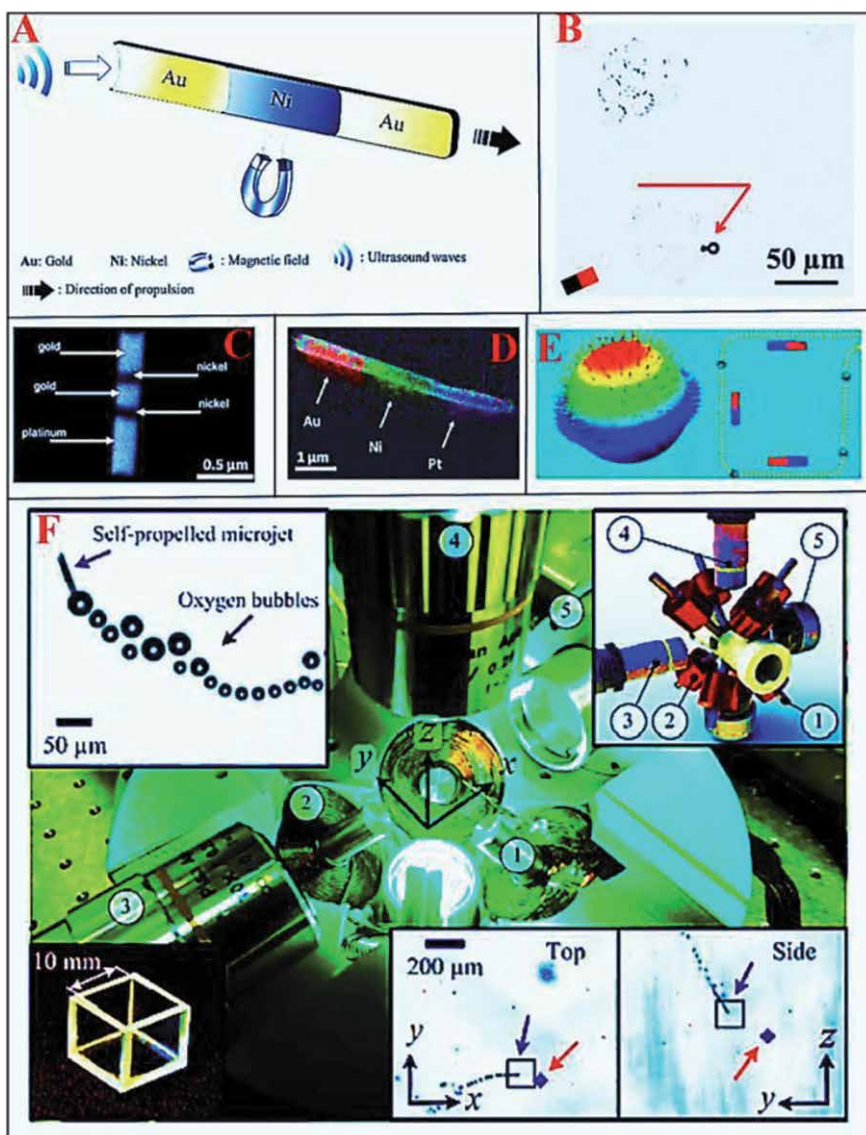 A
Au
Ni
Au
Au: Gold Ni: Nickel : Magnetic field : Ultrasound waves
: Direction of propulsion
B
50 µm
C
gold
nickel
gold
nickel
platinum
0.5 µm
D
Au
Ni
Pt
1 µm
E
F
Self-propelled microjet
Oxygen bubbles
50 µm
4
5
z
y
x
2
1
3
4
5
3
2
1
10 mm
200 µm
Top
y
x
Side
z
y